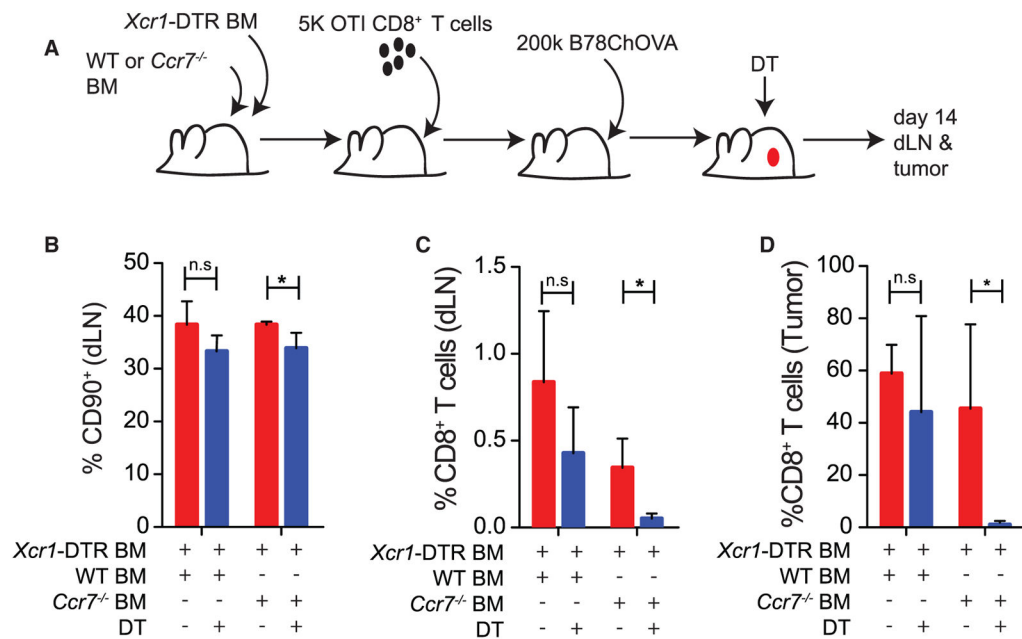 A
Xcr1-DTR BM
WT or Ccr7-/-
BM
5K OTI CD8+ T cells
200k B78ChOVA
DT
day 14
dLN &
tumor
B
% CD90+ (dLN)
50
40
30
20
10
0
n.s
*
Xcr1-DTR BM + + + +
WT BM + + - -
Ccr7-/- BM - - + +
DT - + - +
C
%CD8+ T cells (dLN)
1.5
1.0
0.5
0.0
n.s
*
Xcr1-DTR BM + + + +
WT BM + + - -
Ccr7-/- BM - - + +
DT - + - +
D
%CD8+ T cells (Tumor)
100
80
60
40
20
0
n.s
*
Xcr1-DTR BM + + + +
WT BM + + - -
Ccr7-/- BM - - + +
DT - + - +